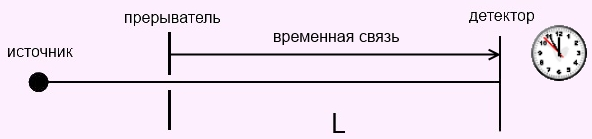 прерыватель
детектор
временная связь
источник
L